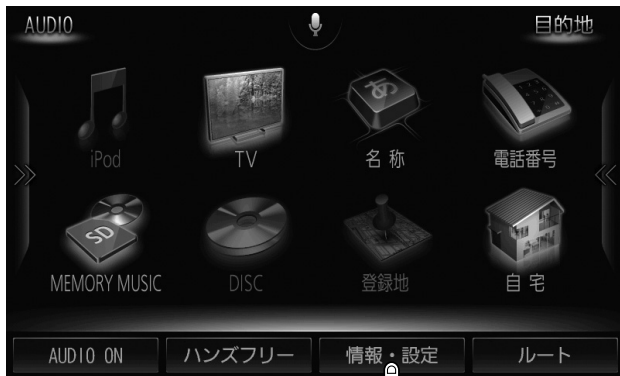 AUDIO 目的地
iPod TV 名称 電話番号
SD
MEMORY MUSIC DISC 登録地 自宅
AUDIO ON ハンズフリー 情報・設定 ルート